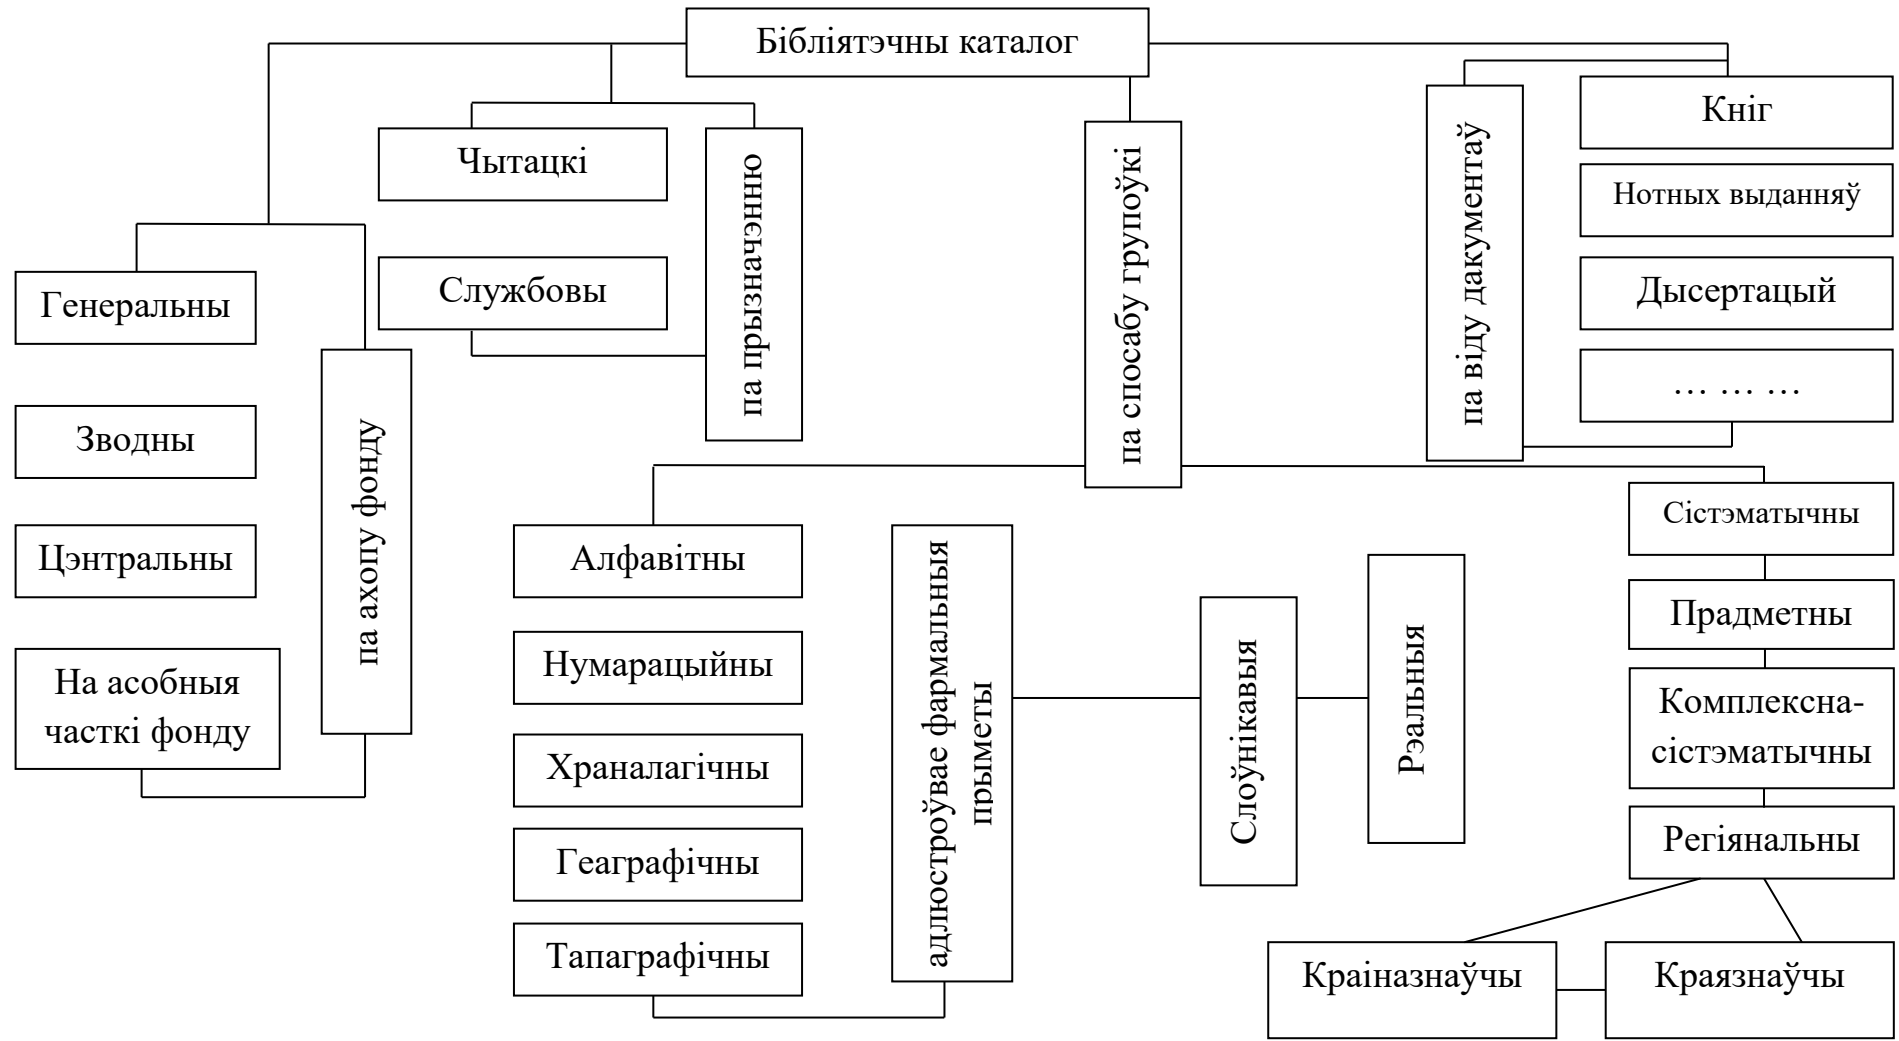 Бібліятэчны каталог
Чытацкі
Службовы
па прызначэнню
Генеральны
Зводны
Цэнтральны
На асобныя
часткі фонду
па ахопу фонду
па спосабу групоўкі
па віду дакументаў
Кніг
Нотных выданняў
Дысертацый
… … …
Алфавітны
Нумарацыйны
Храналагічны
Геаграфічны
Тапаграфічны
адлюстроўвае фармальныя
прыметы
Слоўнікавыя
Рэальныя
Сістэматычны
Прадметны
Комплексна-
сістэматычны
Регіянальны
Краіназнаўчы
Краязнаўчы